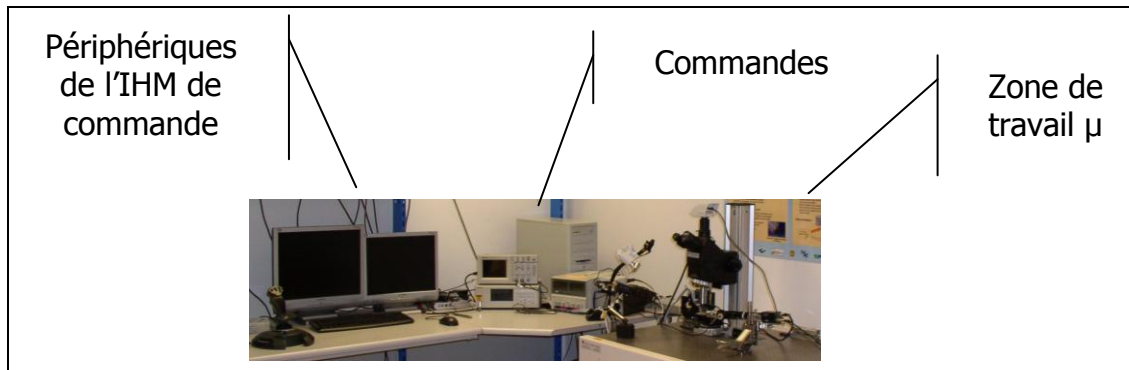 Périphériques
de l'IHM de
commande
Commandes
Zone de
travail µ